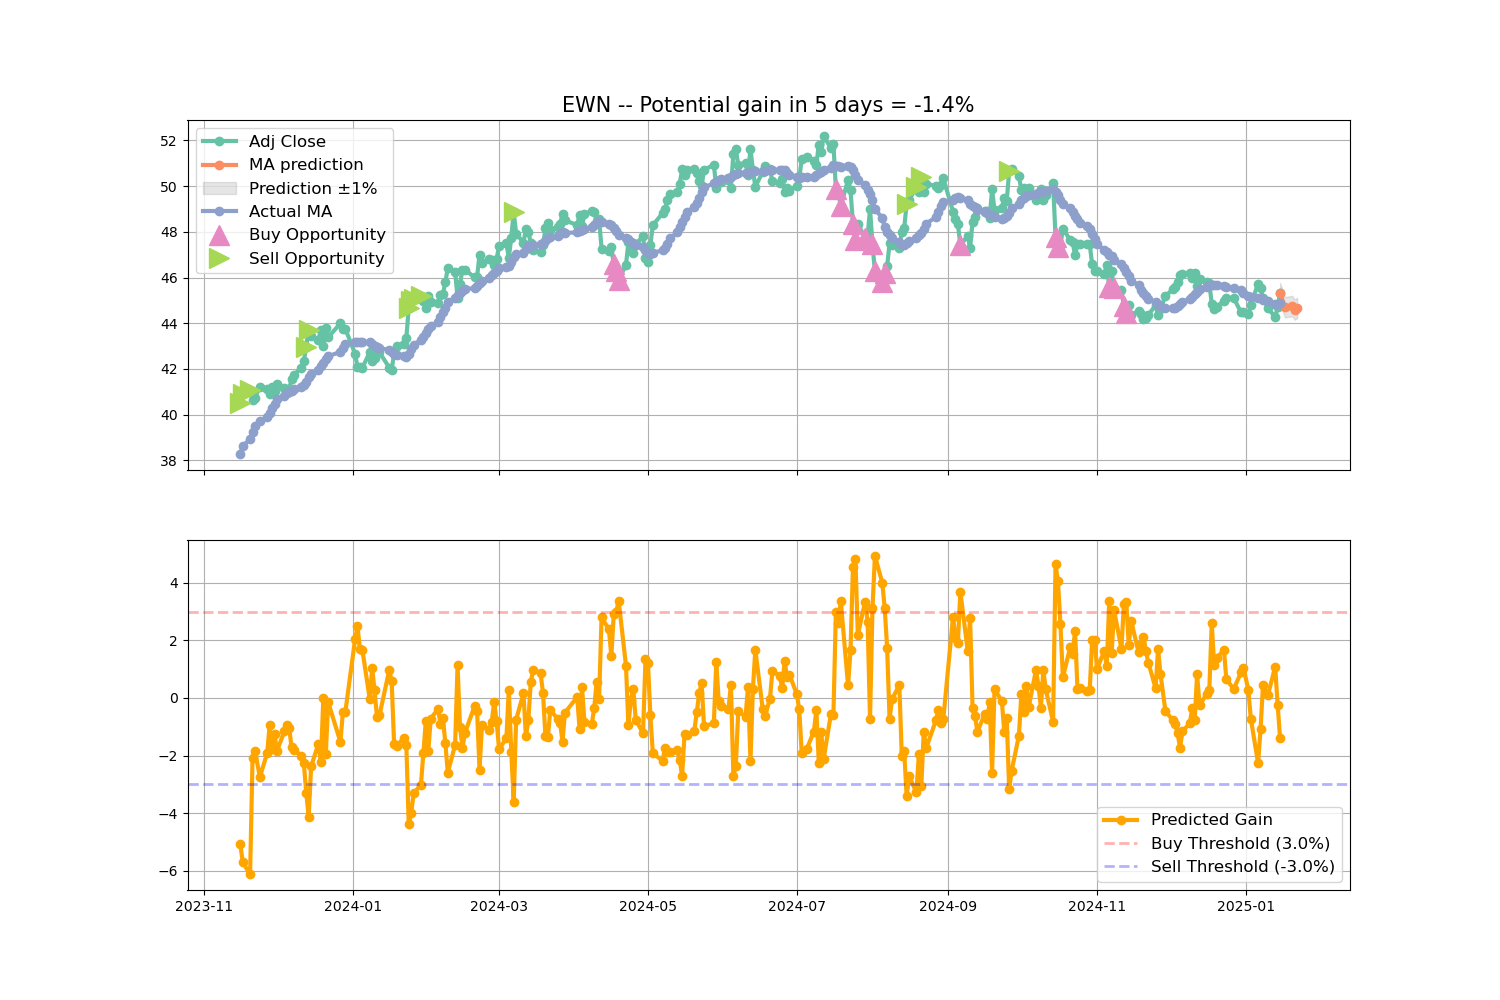 EWN -- Potential gain in 5 days = -1.4%
52
50
48
46
44
42
40
38
Adj Close
MA prediction
Prediction ±1%
Actual MA
Buy Opportunity
Sell Opportunity
4
2
0
−2
−4
−6
Predicted Gain
Buy Threshold (3.0%)
Sell Threshold (-3.0%)
2023-11
2024-01
2024-03
2024-05
2024-07
2024-09
2024-11
2025-01